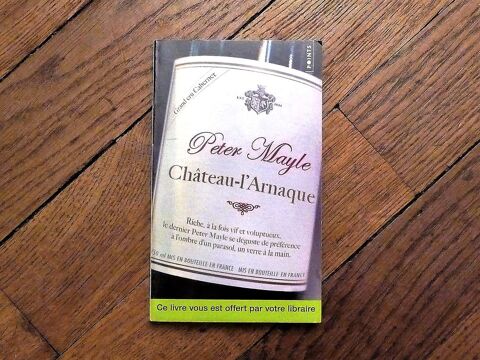 POINTS
Grand cru Cabernet
Peter Mayle
Château-l'Arnaque
Riche, à la fois vif et voluptueux,
le dernier Peter Mayle se déguste de préférence
à l'ombre d'un parasol, un verre à la main.
50 ml MIS EN BOUTEILLE EN FRANCE MIS EN BOUTEILLE EN FRANCE
Ce livre vous est offert par votre libraire